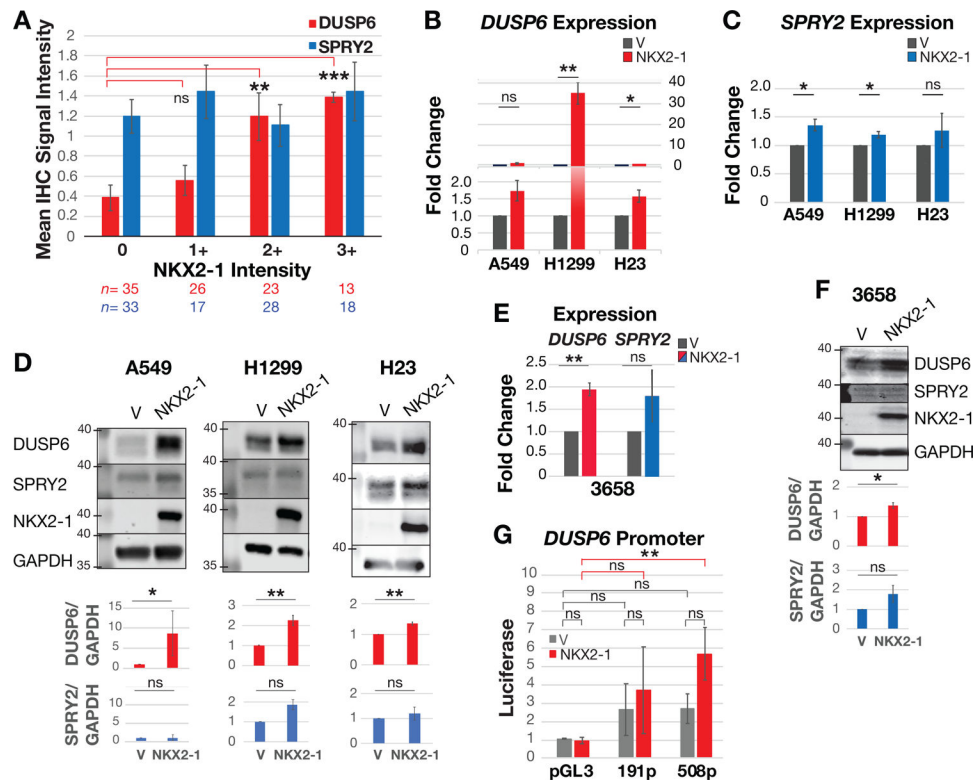 A
DUSP6
SPRY2
Mean IHC Signal Intensity
2
1.8
1.6
1.4
1.2
1
0.8
0.6
0.4
0.2
0
ns
**
***
0 1+ 2+ 3+
NKX2-1 Intensity
n= 35 26 23 13
n= 33 17 28 18
B
DUSP6 Expression
V
NKX2-1
Fold Change
ns
**
*
40
30
20
10
0
2.0
1.5
1.0
0.5
0
A549 H1299 H23
C
SPRY2 Expression
V
NKX2-1
Fold Change
2.0
1.5
1.0
0.5
0
* * ns
A549 H1299 H23
D
A549 H1299 H23
V NKX2-1 V NKX2-1 V NKX2-1
DUSP6
SPRY2
NKX2-1
GAPDH
40
40
35
40
35
40
40
35
40
40
40
40
40
DUSP6/
GAPDH
10
5
0
*
3
2
1
0
**
3
2
1
0
**
SPRY2/
GAPDH
10
5
0
ns
2
1
0
ns
2
1
0
ns
V NKX2-1 V NKX2-1 V NKX2-1
E
Expression
DUSP6 SPRY2
V
NKX2-1
Fold Change
2.5
2.0
1.5
1.0
0.5
0
** ns
3658
F
3658
V NKX2-1
40
40
40
40
DUSP6
SPRY2
NKX2-1
GAPDH
DUSP6/
GAPDH
2
1
0
*
SPRY2/
GAPDH
3
2
1
0
ns
V NKX2-1
G
DUSP6 Promoter
Luciferase
10
9
8
7
6
5
4
3
2
1
0
**
ns
ns
ns
ns ns ns
V
NKX2-1
pGL3 191p 508p